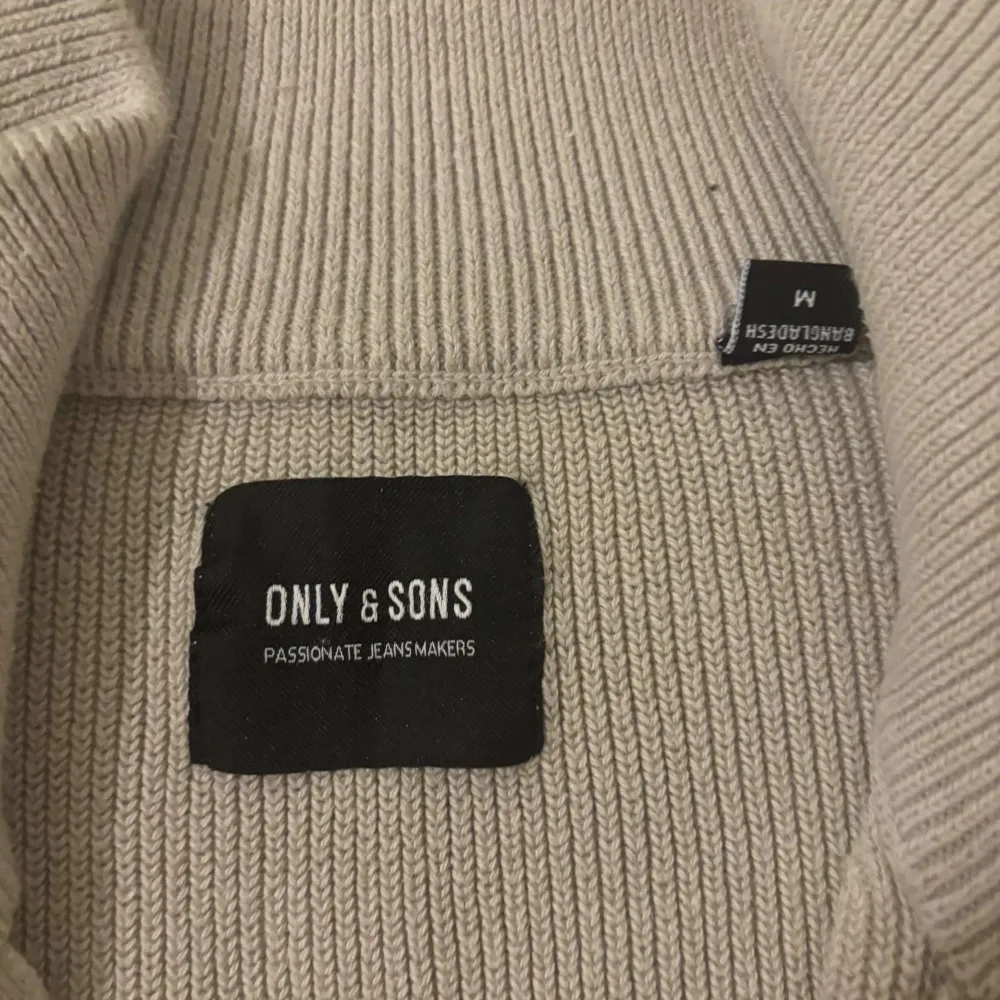 ONLY & SONS
PASSIONATE JEANSMAKERS
HECHO EN
BANGLADESH
M